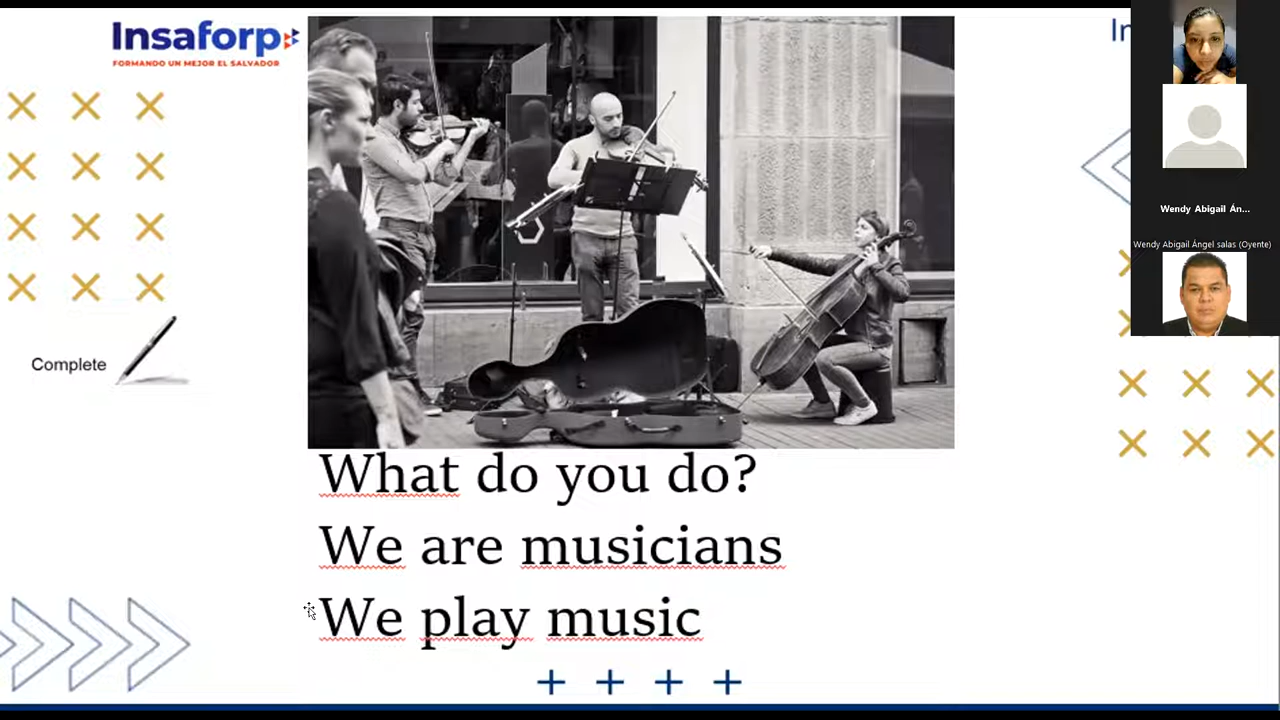 Insaforp
FORMANDO UN MEJOR EL SALVADOR
In
Wendy Abigail Án...
Wendy Abigail Ángel salas (Oyente)
Complete
What do you do?
We are musicians
We play music